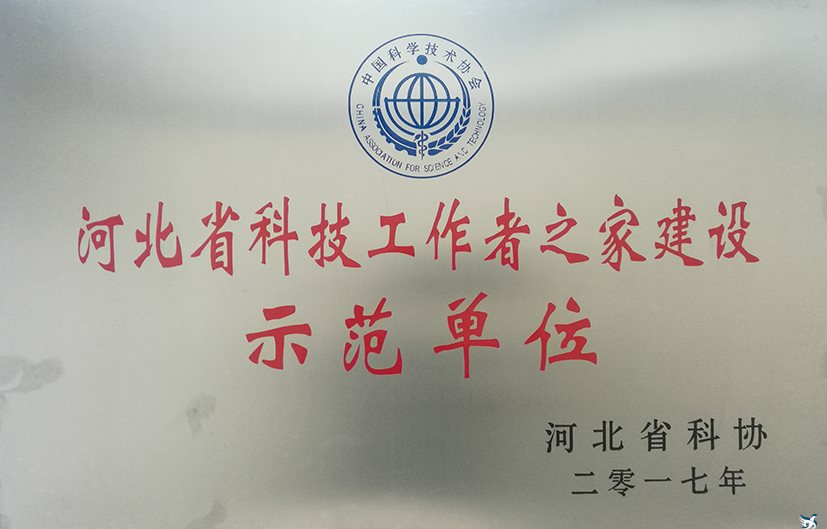 中国科学技术协会
CHINA ASSOCIATION FOR SCIENCE AND TECHNOLOGY
河北省科技工作者之家建设
示范单位
河北省科协
二零一七年